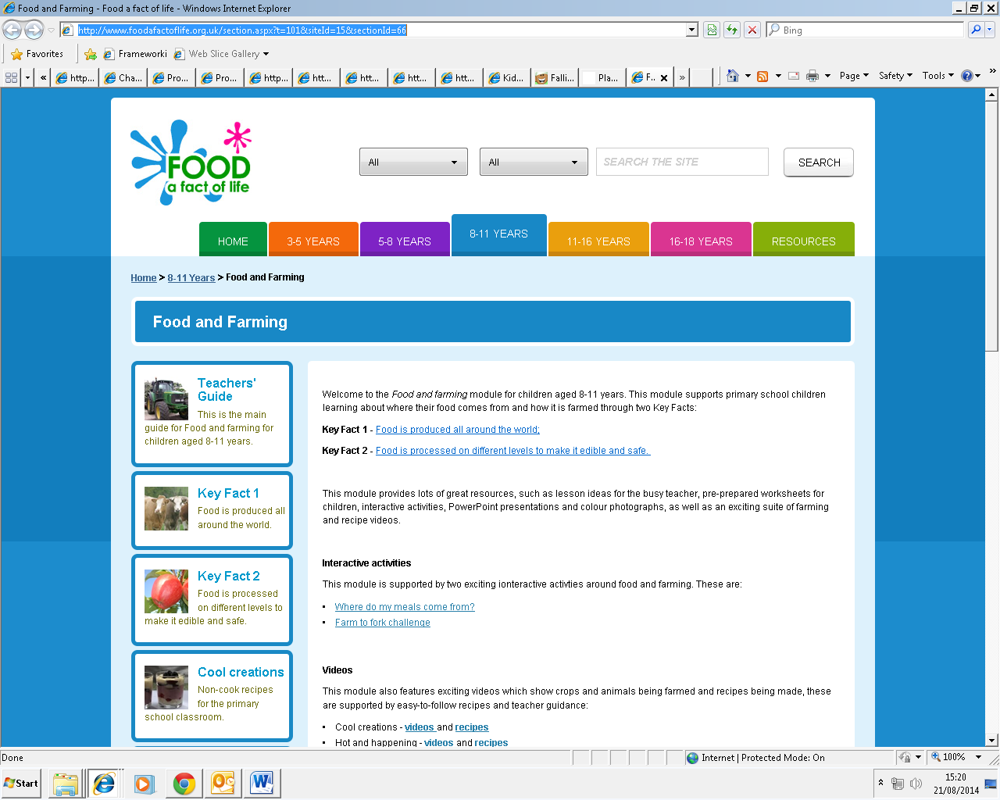 Food and Farming - Food a fact of life - Windows Internet Explorer
http://www.foodafactoflife.org.uk/section.aspx?t=101&siteId=15&sectionId=66
Bing
Favorites
Frameworki
Web Slice Gallery
«
http...
Cha...
Pro...
Pro...
http...
htt...
htt...
htt...
htt...
Kid...
Falli...
Pla...
F...
»
Page
Safety
Tools
»
FOOD
a fact of life
All
All
SEARCH THE SITE
SEARCH
HOME
3-5 YEARS
5-8 YEARS
8-11 YEARS
11-16 YEARS
16-18 YEARS
RESOURCES
Home > 8-11 Years > Food and Farming
Food and Farming
Teachers'
Guide
This is the main
guide for Food and farming for
children aged 8-11 years.
Key Fact 1
Food is produced all
around the world.
Key Fact 2
Food is processed
on different levels to
make it edible and safe.
Cool creations
Non-cook recipes
for the primary
school classroom.
Welcome to the Food and farming module for children aged 8-11 years. This module supports primary school children
learning about where their food comes from and how it is farmed through two Key Facts:
Key Fact 1 - Food is produced all around the world;
Key Fact 2 - Food is processed on different levels to make it edible and safe.
This module provides lots of great resources, such as lesson ideas for the busy teacher, pre-prepared worksheets for
children, interactive activities, PowerPoint presentations and colour photographs, as well as an exciting suite of farming
and recipe videos.
Interactive activities
This module is supported by two exciting ionteractive activties around food and farming. These are:
• Where do my meals come from?
• Farm to fork challenge
Videos
This module also features exciting videos which show crops and animals being farmed and recipes being made, these
are supported by easy-to-follow recipes and teacher guidance:
• Cool creations - videos and recipes
• Hot and happening - videos and recipes
Done
Internet | Protected Mode: On
100%
Start
15:20
21/08/2014